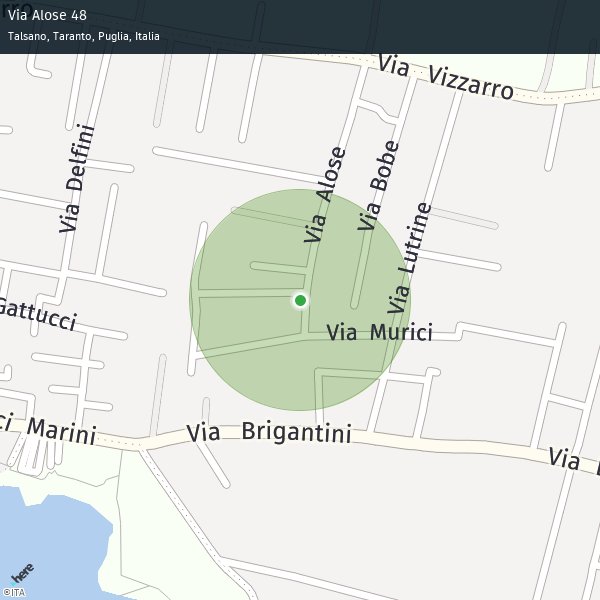 Via Alose 48
Talsano, Taranto, Puglia, Italia
Via Vizzarro
Via Delfini
Via Alose
Via Bobe
Via Lutrine
Gattucci
Via Murici
Marini
Via Brigantini
Via
here
©ITA